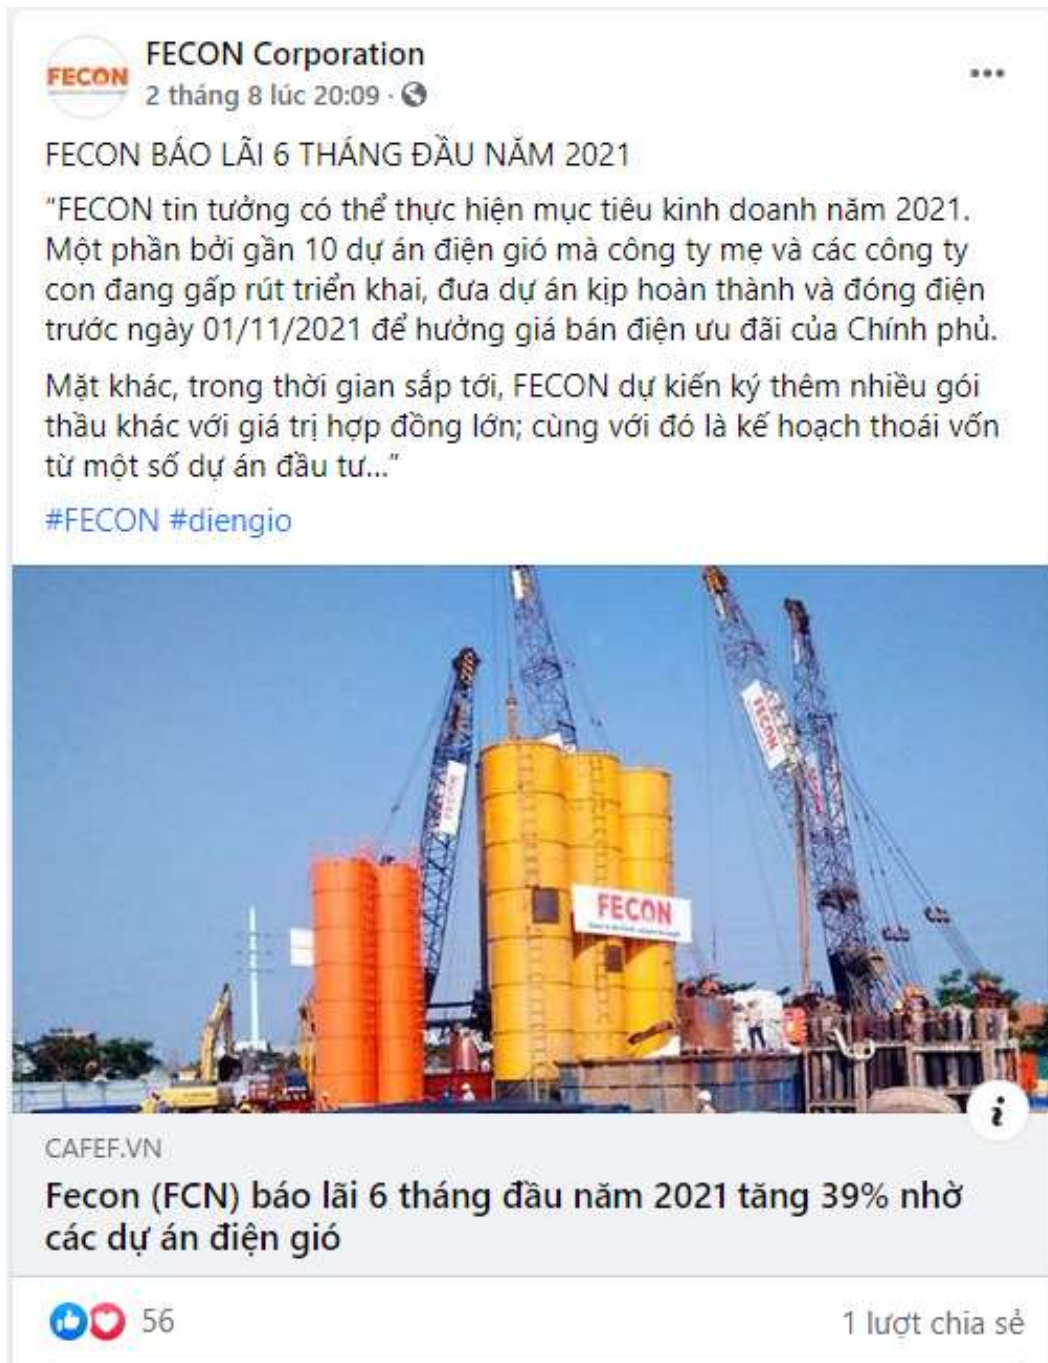 FECON
FECON Corporation
2 tháng 8 lúc 20:09 ·
FECON BÁO LÃI 6 THÁNG ĐẦU NĂM 2021
“FECON tin tưởng có thể thực hiện mục tiêu kinh doanh năm 2021.
Một phần bởi gần 10 dự án điện gió mà công ty mẹ và các công ty
con đang gấp rút triển khai, đưa dự án kịp hoàn thành và đóng điện
trước ngày 01/11/2021 để hưởng giá bán điện ưu đãi của Chính phủ.
Mặt khác, trong thời gian sắp tới, FECON dự kiến ký thêm nhiều gói
thầu khác với giá trị hợp đồng lớn; cùng với đó là kế hoạch thoái vốn
từ một số dự án đầu tư...”
#FECON #diengio
FECON
FECON
FECON
CAFEF.VN
Fecon (FCN) báo lãi 6 tháng đầu năm 2021 tăng 39% nhờ
các dự án điện gió
56
1 lượt chia sẻ